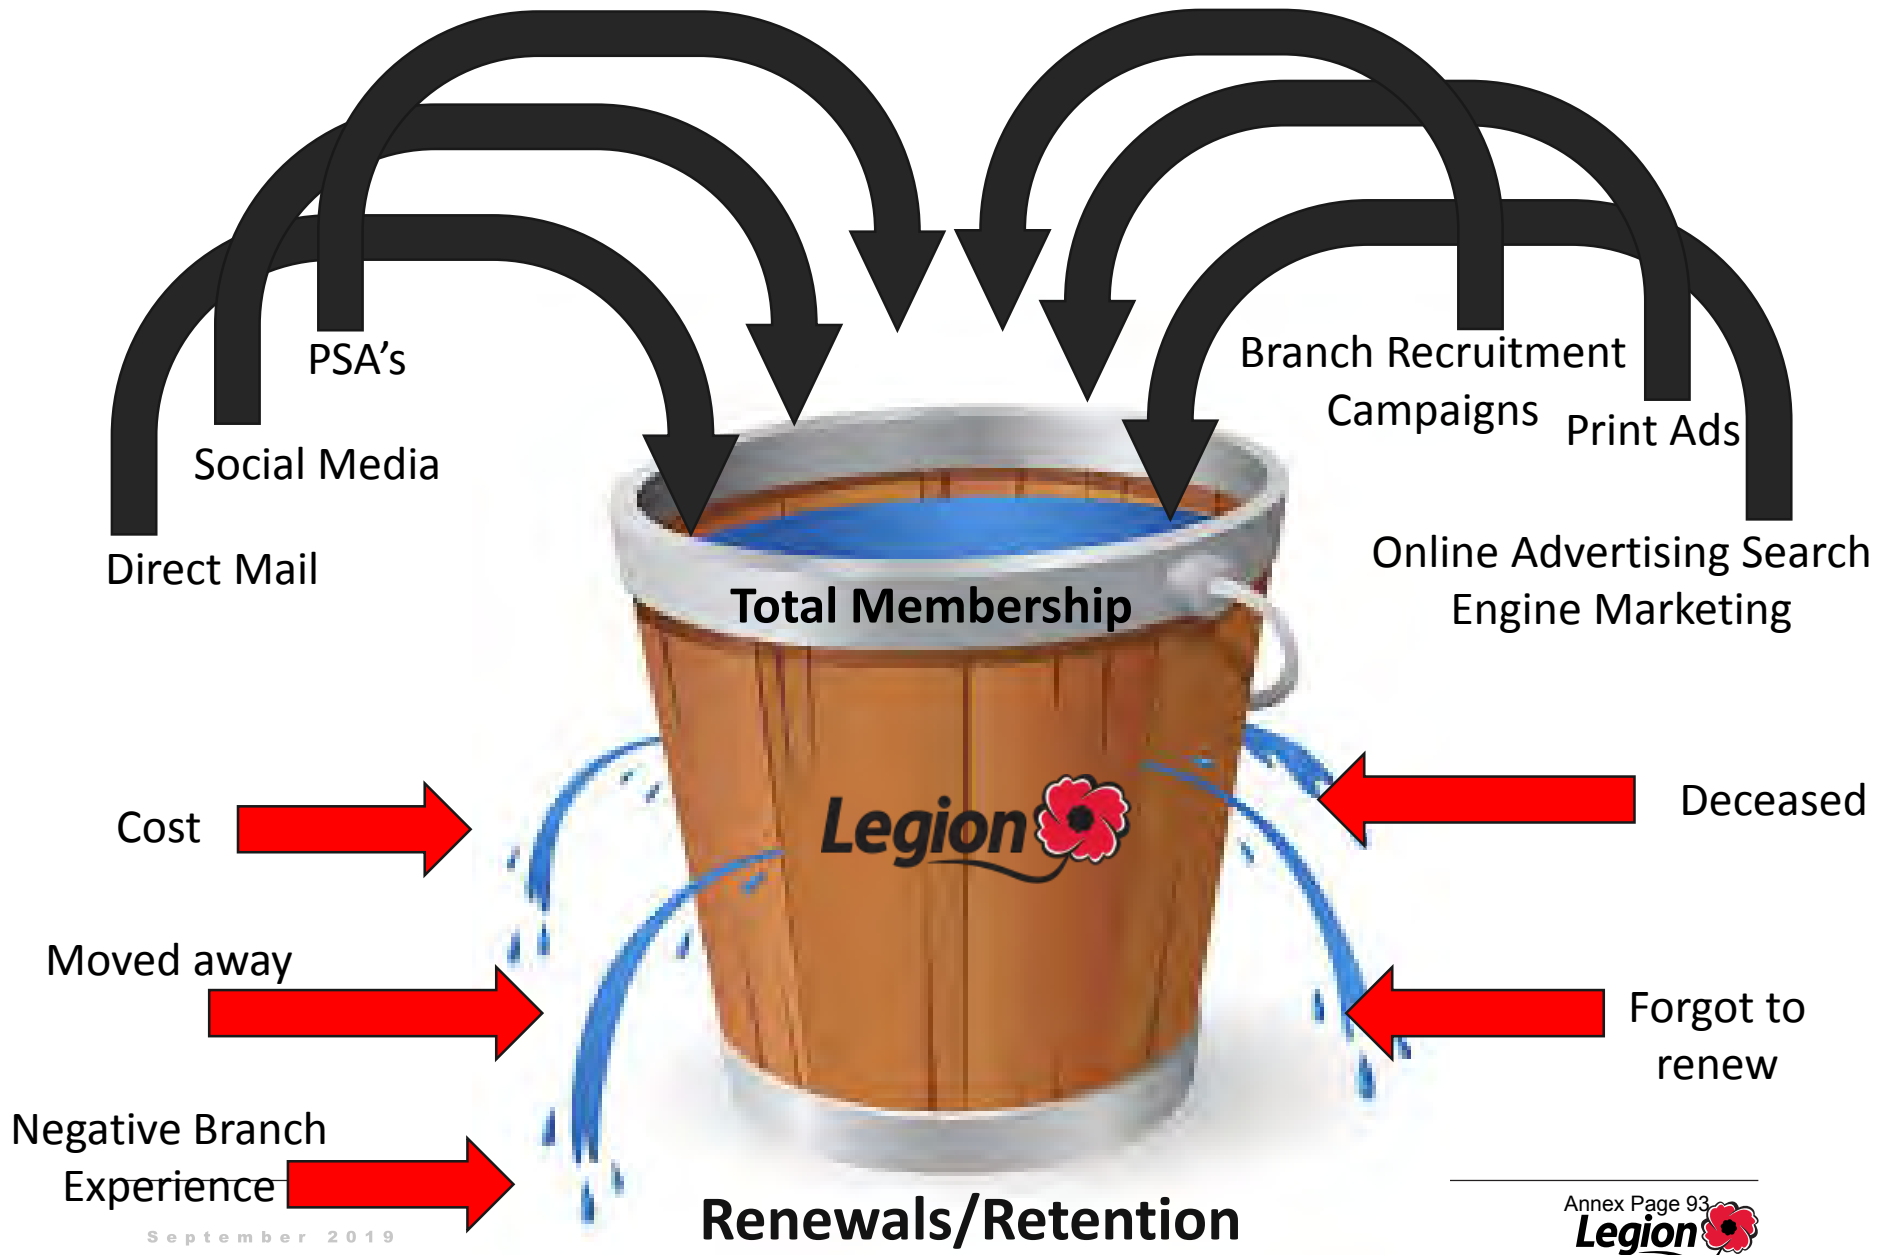 PSA's
Social Media
Direct Mail
Branch Recruitment
Campaigns
Print Ads
Online Advertising Search
Engine Marketing
Total Membership
Legion
Cost
Moved away
Negative Branch
Experience
Deceased
Forgot to
renew
Renewals/Retention
September 2019
Annex Page 93
Legion